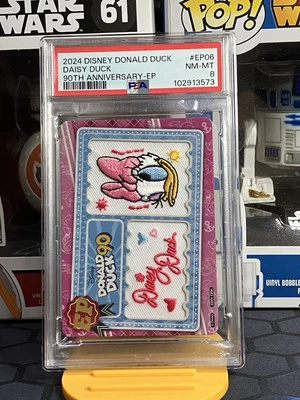 STAR WARS
61
POP!
2024 DISNEY DONALD DUCK #EP06
DAISY DUCK NM-MT
90TH ANNIVERSARY-EP 8
PSA 102913573
Daisy Duck
DONALD DUCK 90
EP
VINYL BOBBLE